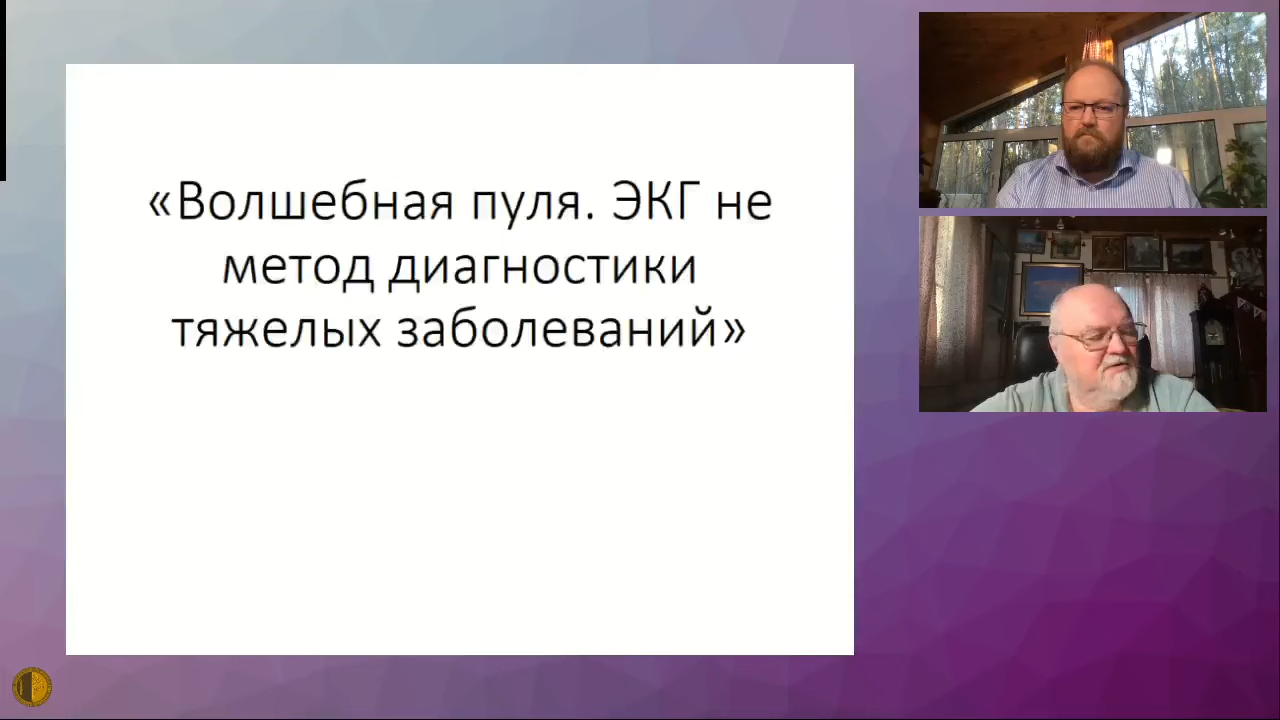 «Волшебная пуля. ЭКГ не
метод диагностики
тяжелых заболеваний»